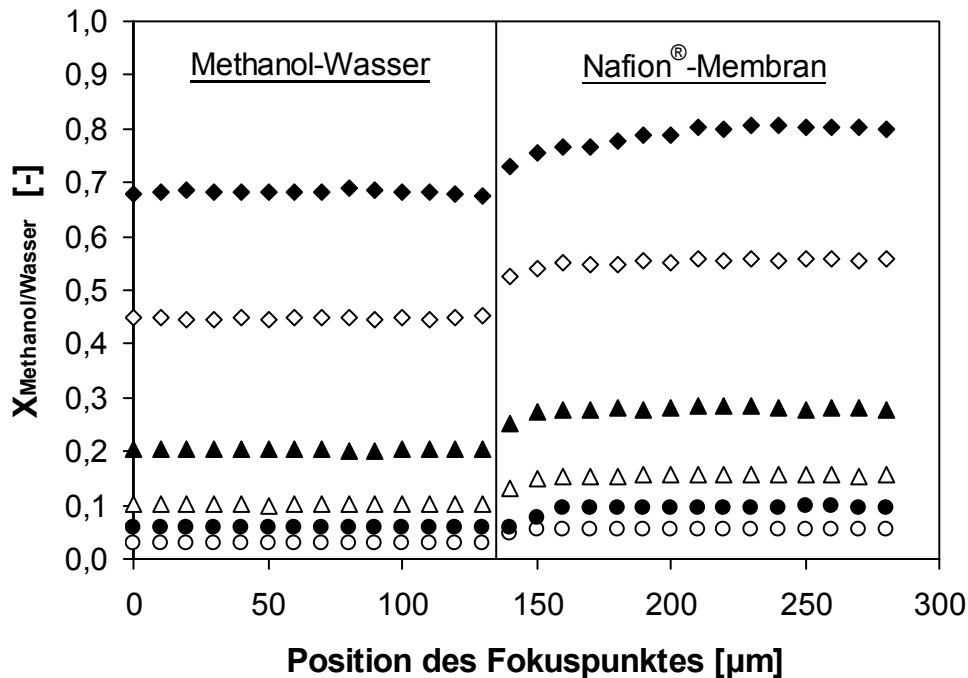 1,0
0,9
0,8
0,7
0,6
0,5
0,4
0,3
0,2
0,1
0,0
XMethanol/Wasser [-]
Methanol-Wasser
Nafion®-Membran
0 50 100 150 200 250 300
Position des Fokuspunktes [µm]